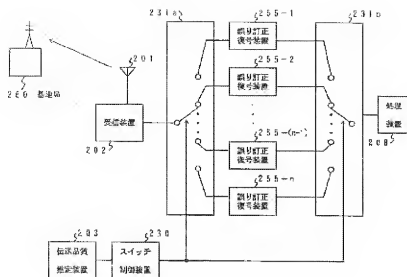 231a
255-1
231b
誤り訂正
復号装置
201
255-2
誤り訂正
復号装置
260 基地局
受信装置
処理
装置
202
255-(n-1)
208
誤り訂正
復号装置
255-n
誤り訂正
復号装置
203
230
伝送品質
推定装置
スイッチ
制御装置